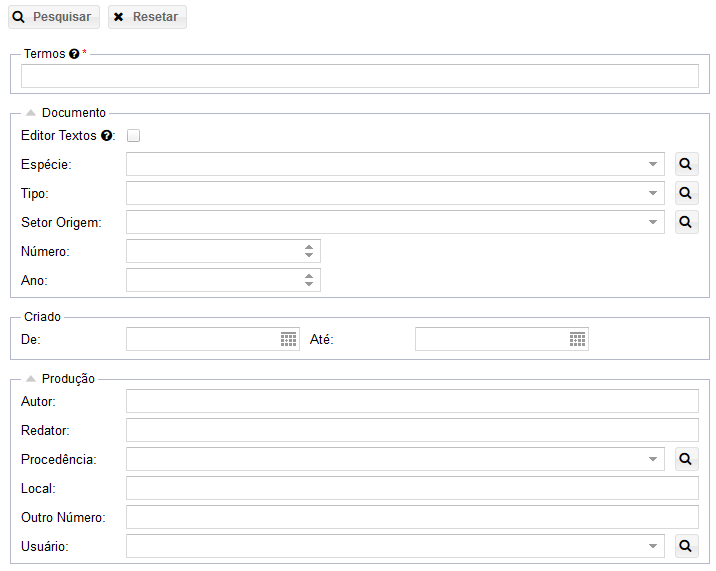 Pesquisar Resetar
Termos ? *
Documento
Editor Textos ?:
Espécie:
Tipo:
Setor Origem:
Número:
Ano:
Criado
De: Até:
Produção
Autor:
Redator:
Procedência:
Local:
Outro Número:
Usuário: